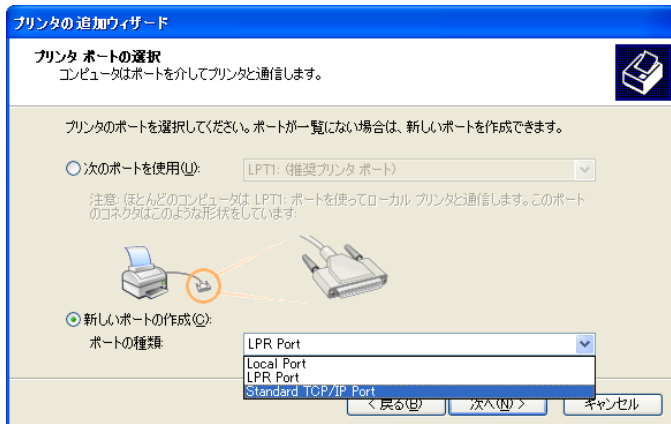 プリンタの追加ウィザード
プリンタ ポートの選択
コンピュータはポートを介してプリンタと通信します。
プリンタのポートを選択してください。ポートが一覧にない場合は、新しいポートを作成できます。
次のポートを使用(U):
LPT1: (推奨プリンタ ポート)
注意: ほとんどのコンピュータは LPT1: ポートを使ってローカル プリンタと通信します。このポート
のコネクタはこのような形状をしています:
新しいポートの作成(C):
ポートの種類:
LPR Port
Local Port
LPR Port
Standard TCP/IP Port
< 戻る(B)
次へ(N) >
キャンセル